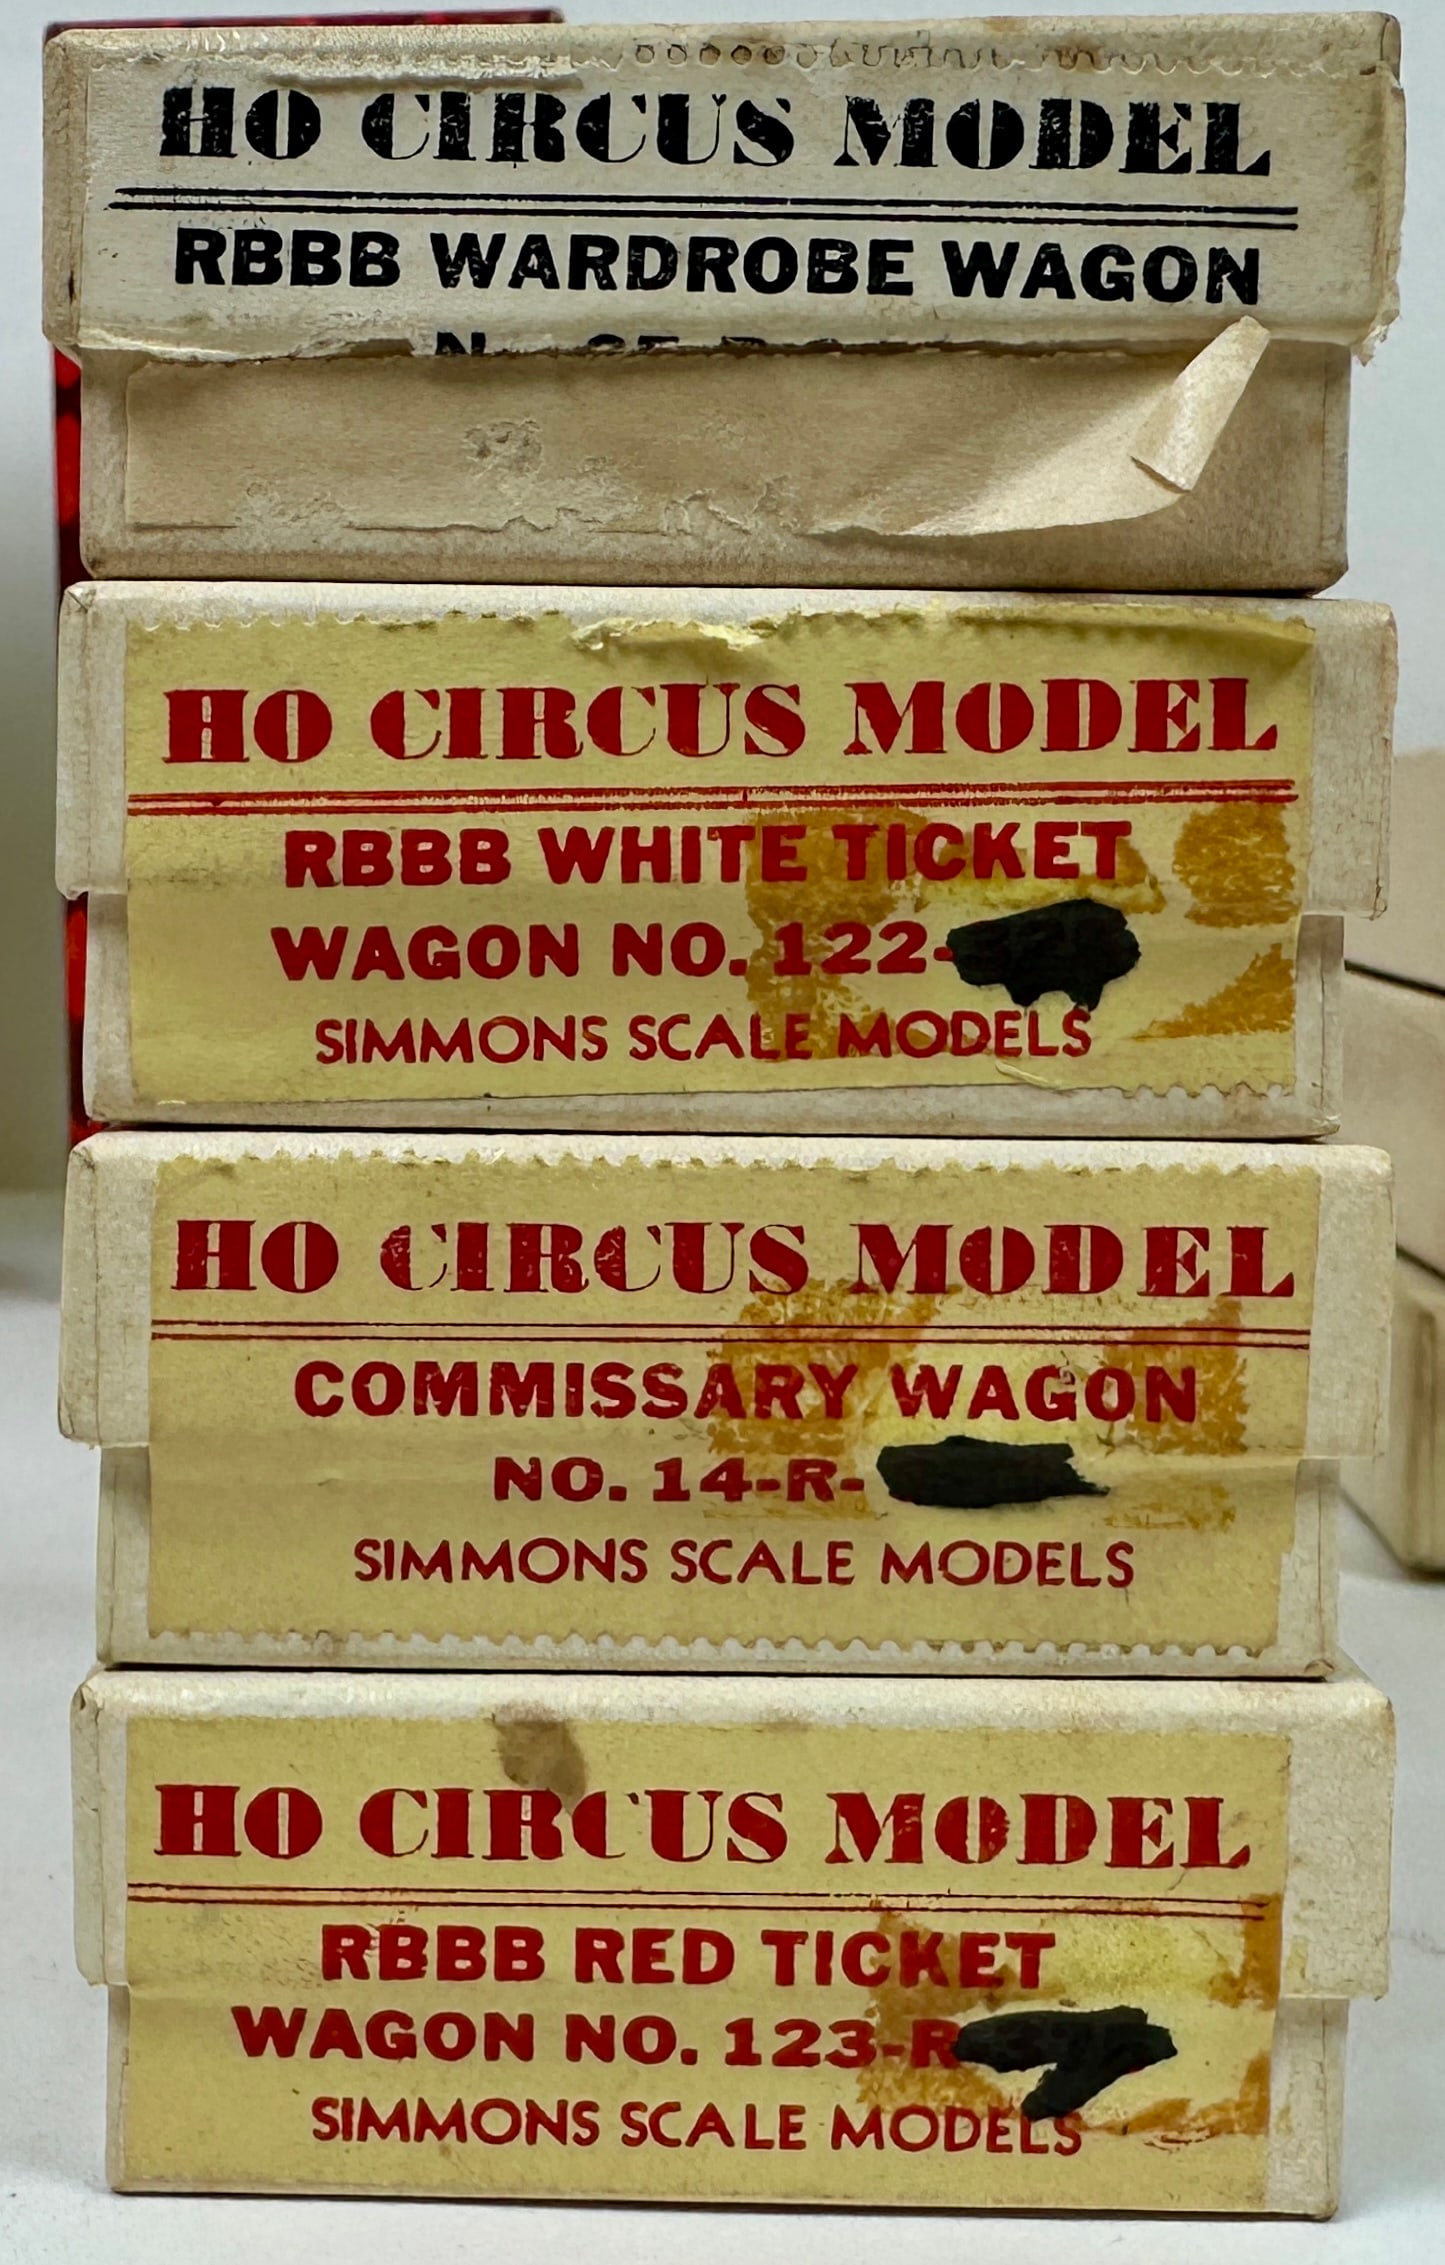 HO CIRCUS MODEL
RBBB WARDROBE WAGON
HO CIRCUS MODEL
RBBB WHITE TICKET
WAGON NO. 122-
SIMMONS SCALE MODELS
HO CIRCUS MODEL
COMMISSARY WAGON
NO. 14-R-
SIMMONS SCALE MODELS
HO CIRCUS MODEL
RBBB RED TICKET
WAGON NO. 123-R
SIMMONS SCALE MODELS